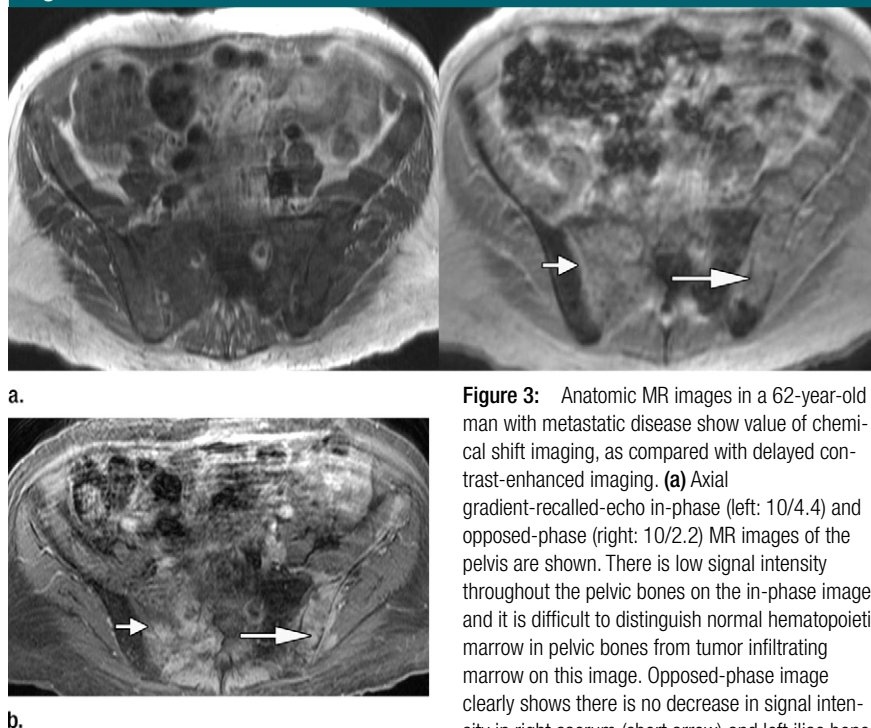 a.
Figure 3: Anatomic MR images in a 62-year-old
man with metastatic disease show value of chemi-
cal shift imaging, as compared with delayed con-
trast-enhanced imaging. (a) Axial
gradient-recalled-echo in-phase (left: 10/4.4) and
opposed-phase (right: 10/2.2) MR images of the
pelvis are shown. There is low signal intensity
throughout the pelvic bones on the in-phase image
and it is difficult to distinguish normal hematopoieti
marrow in pelvic bones from tumor infiltrating
marrow on this image. Opposed-phase image
clearly shows there is no decrease in signal inten-
sity in right sacrum (short arrow) and left iliac bone
b.